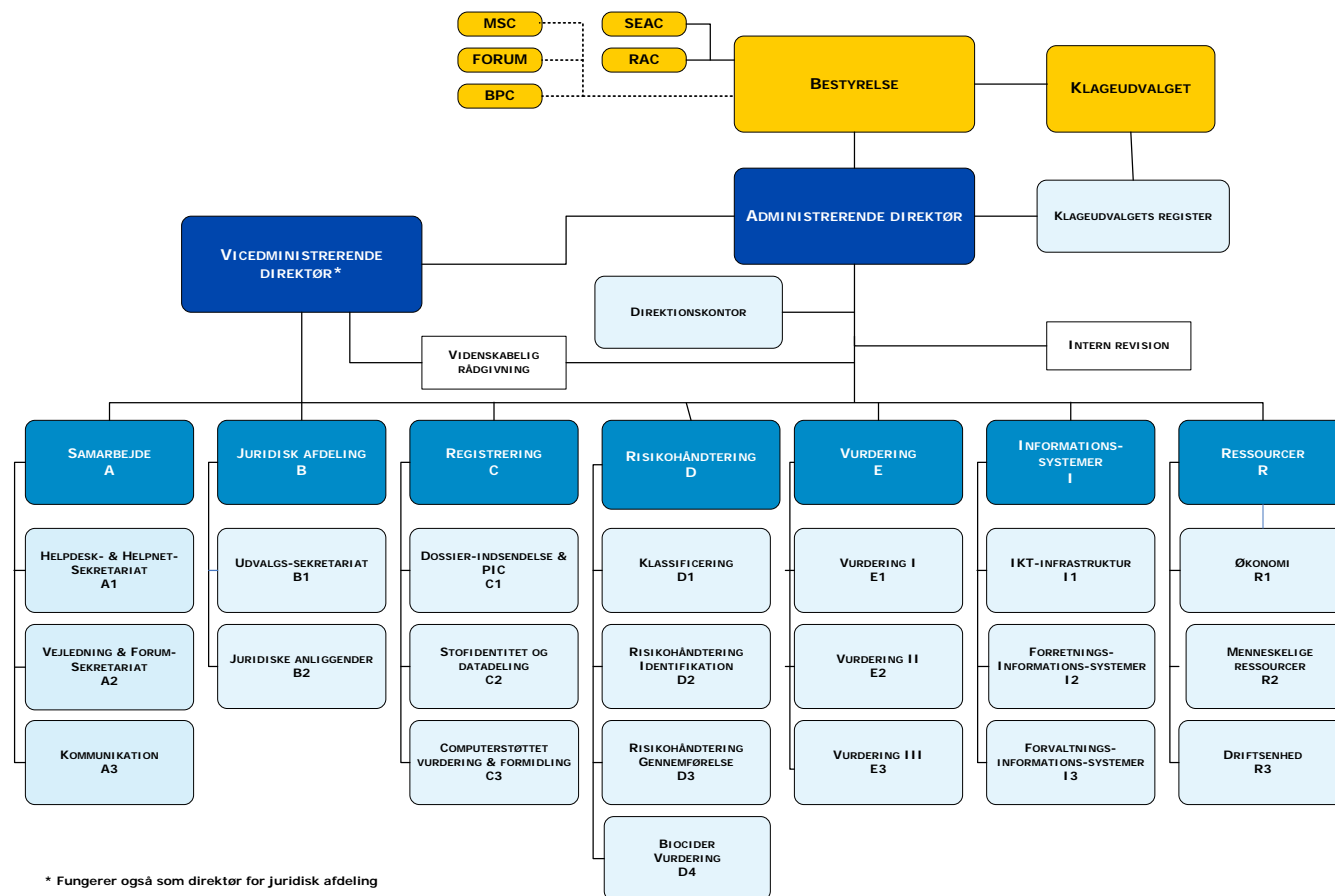 MSC
SEAC
FORUM
RAC
BPC
BESTYRELSE
KLAGEUDVALGET
ADMINISTRERENDE DIREKTØR
KLAGEUDVALGETS REGISTER
VICEDMINISTRERENDE
DIREKTØR*
DIREKTIONSKONTOR
VIDENSKABELIG
RÅDGIVNING
INTERN REVISION
SAMARBEJDE
A
JURIDISK AFDELING
B
REGISTRERING
C
RISIKOHÅNDTERING
D
VURDERING
E
INFORMATIONS-
SYSTEMER
I
RESSOURCER
R
HELPDESK- & HELPNET-
SEKRETARIAT
A1
UDVALGS-SEKRETARIAT
B1
DOSSIER-INDSENDELSE &
PIC
C1
KLASSIFICERING
D1
VURDERING I
E1
IKT-INFRASTRUKTUR
I1
ØKONOMI
R1
VEJLEDNING & FORUM-
SEKRETARIAT
A2
JURIDISKE ANLIGGENDER
B2
STOFIDENTITET OG
DATADELING
C2
RISIKOHÅNDTERING
IDENTIFIKATION
D2
VURDERING II
E2
FORRETNINGS-
INFORMATIONS-SYSTEMER
I2
MENNESKELIGE
RESSOURCER
R2
KOMMUNIKATION
A3
COMPUTERSTØTTET
VURDERING & FORMIDLING
C3
RISIKOHÅNDTERING
GENNEMFØRELSE
D3
VURDERING III
E3
FORVALTNINGS-
INFORMATIONS-SYSTEMER
I3
DRIFTSENHED
R3
BIOCIDER
VURDERING
D4
* Fungerer også som direktør for juridisk afdeling